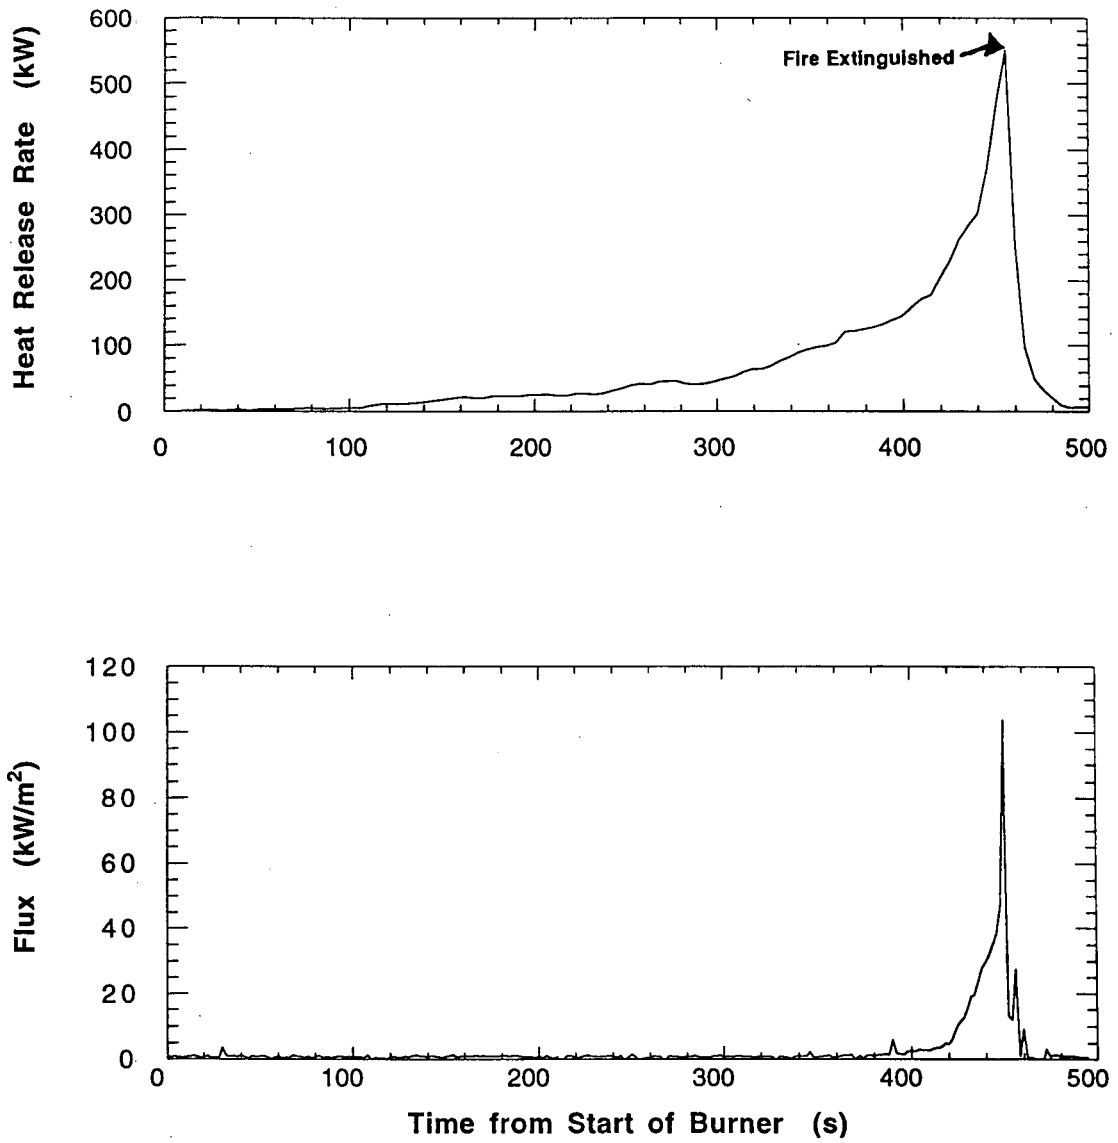 Heat Release Rate (kW)
600
500
400
300
200
100
0
Fire Extinguished
0 100 200 300 400 500
Flux (kW/m²)
120
100
80
60
40
20
0
0 100 200 300 400 500
Time from Start of Burner (s)